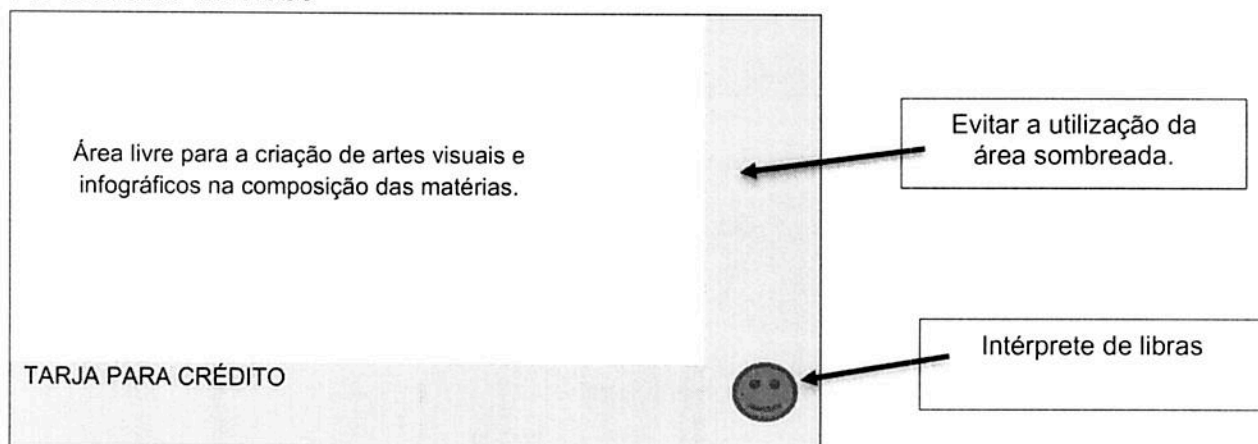 Área livre para a criação de artes visuais e
infográficos na composição das matérias.
Evitar a utilização da
área sombreada.
Intérprete de libras
TARJA PARA CRÉDITO